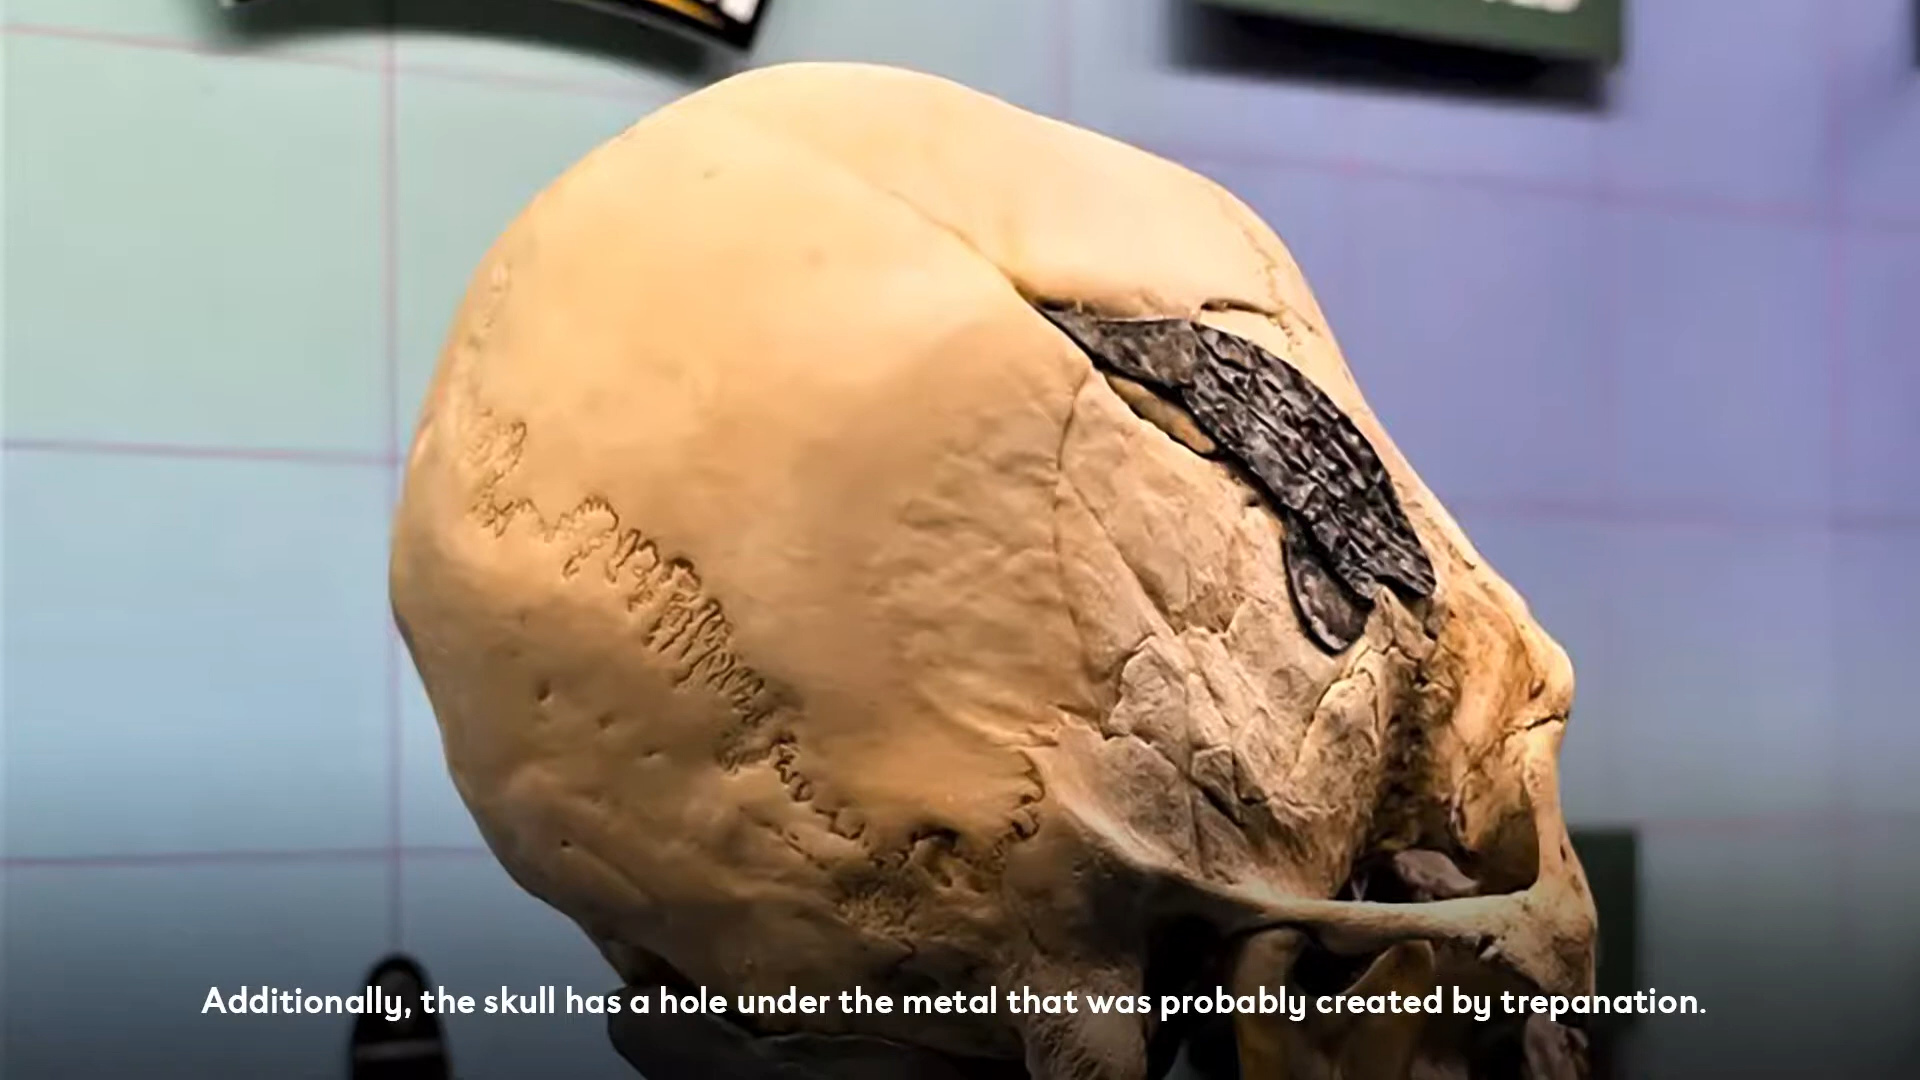 Additionally, the skull has a hole under the metal that was probably created by trepanation.